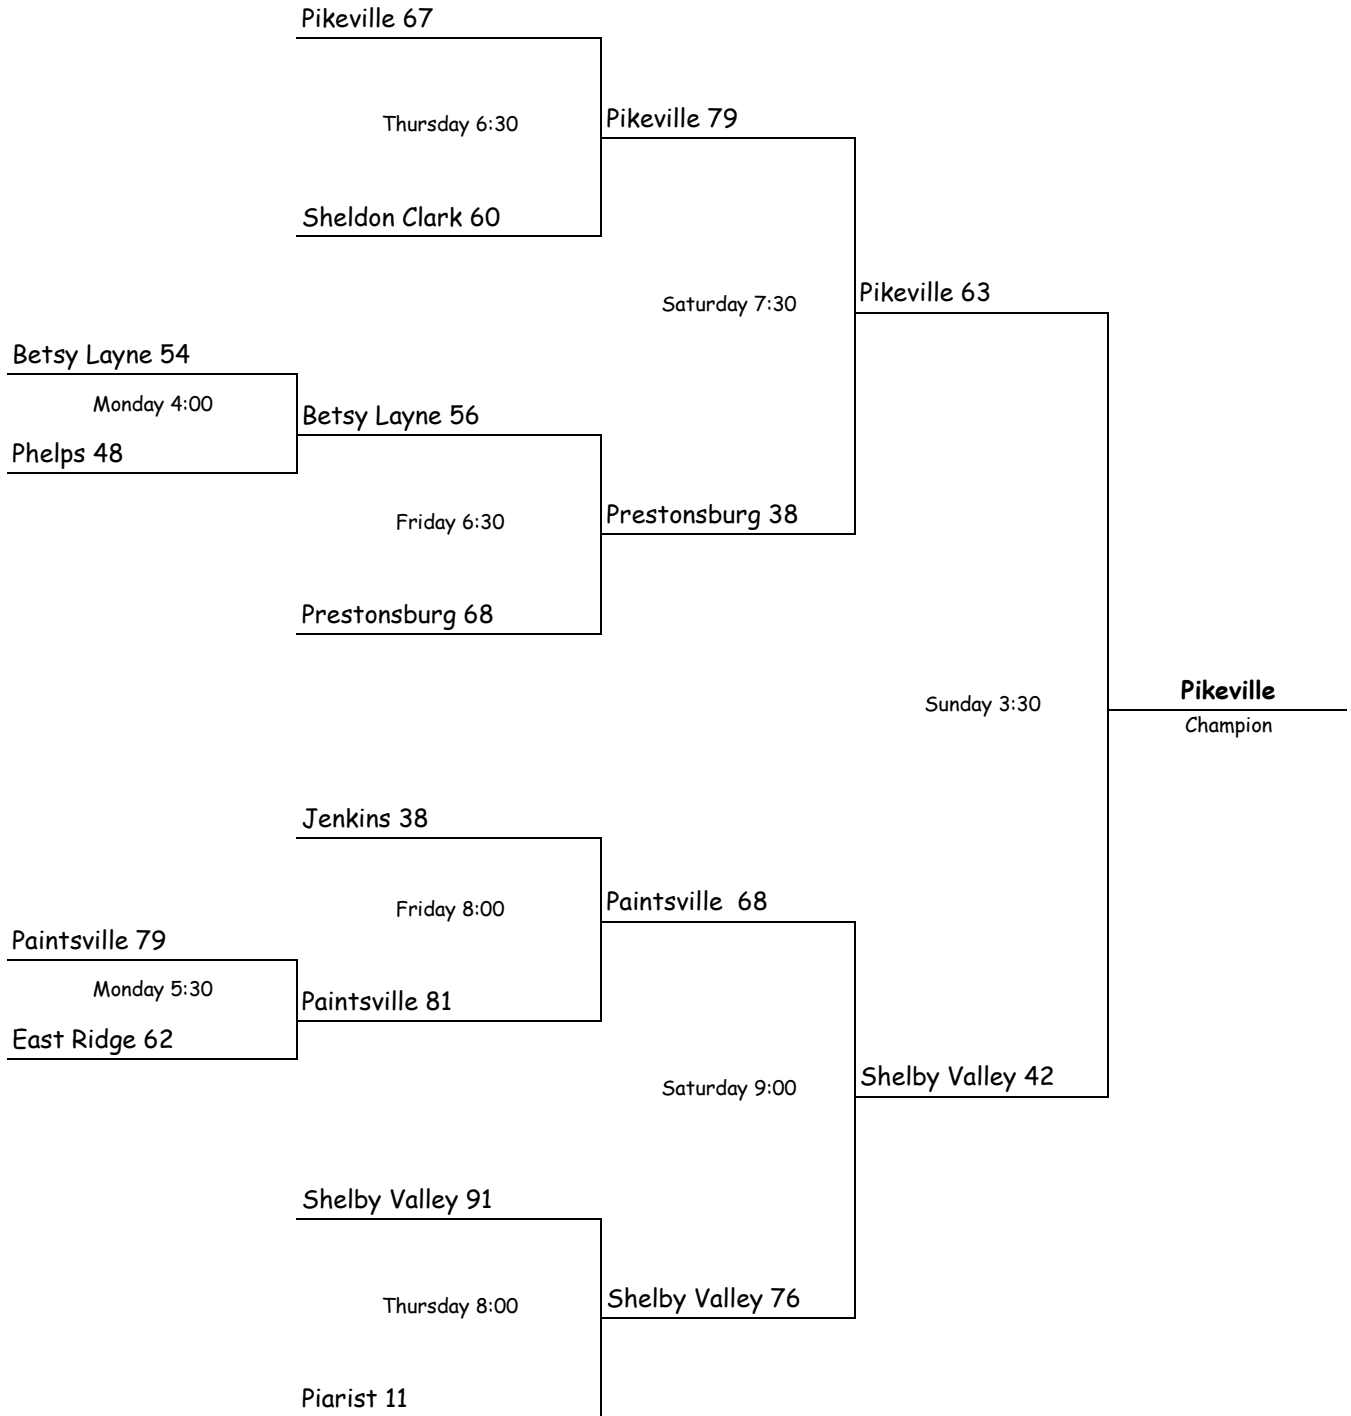 Pikeville 67
Thursday 6:30
Pikeville 79
Sheldon Clark 60
Saturday 7:30
Pikeville 63
Betsy Layne 54
Monday 4:00
Betsy Layne 56
Phelps 48
Friday 6:30
Prestonsburg 38
Prestonsburg 68
Sunday 3:30
Pikeville
Champion
Jenkins 38
Friday 8:00
Paintsville  68
Paintsville 79
Monday 5:30
Paintsville 81
East Ridge 62
Saturday 9:00
Shelby Valley 42
Shelby Valley 91
Thursday 8:00
Shelby Valley 76
Piarist 11